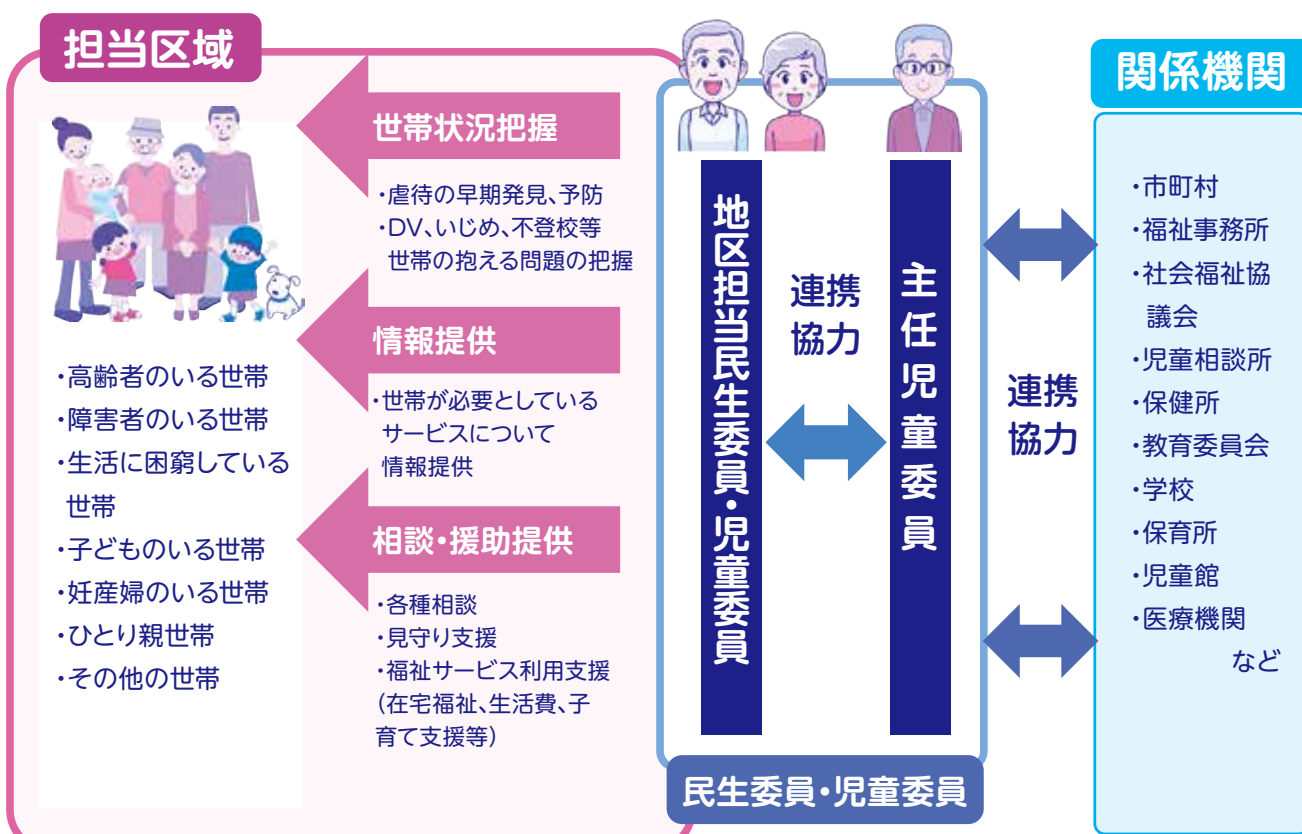 担当区域
・高齢者のいる世帯
・障害者のいる世帯
・生活に困窮している
世帯
・子どものいる世帯
・妊産婦のいる世帯
・ひとり親世帯
・その他の世帯
世帯状況把握
・虐待の早期発見、予防
・DV、いじめ、不登校等
世帯の抱える問題の把握
情報提供
・世帯が必要としている
サービスについて
情報提供
相談・援助提供
・各種相談
・見守り支援
・福祉サービス利用支援
(在宅福祉、生活費、子
育て支援等)
地区担当民生委員・児童委員
連携
協力
主任児童委員
民生委員・児童委員
連携
協力
関係機関
・市町村
・福祉事務所
・社会福祉協
議会
・児童相談所
・保健所
・教育委員会
・学校
・保育所
・児童館
・医療機関
など